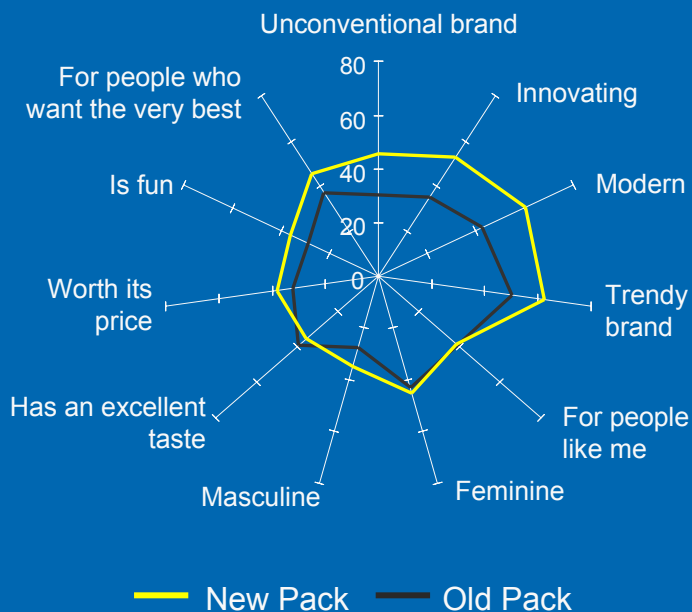 Unconventional brand
For people who
want the very best
80
Innovating
60
Is fun
Modern
40
20
0
Worth its
price
Trendy
brand
Has an excellent
taste
For people
like me
Masculine
Feminine
New Pack
Old Pack